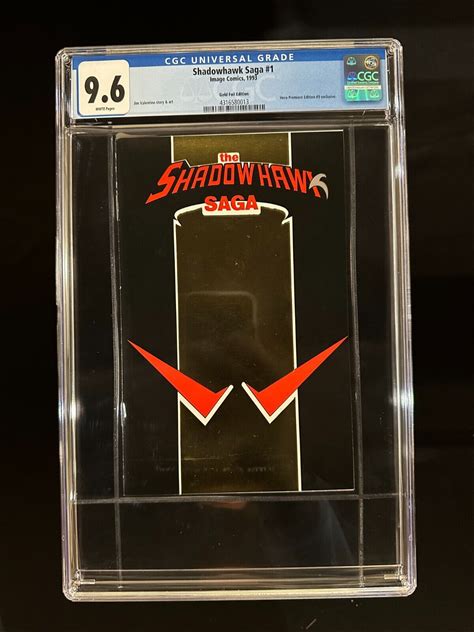 CGC UNIVERSAL GRADE
9.6
WHITE Pages
Shadowhawk Saga #1
Image Comics, 1993
Gold Foil Edition
4316580013
Jim Valentino story & art
Hero Premiere Edition #9 exclusive.
CGC
the
SHADOWHAWK
SAGA